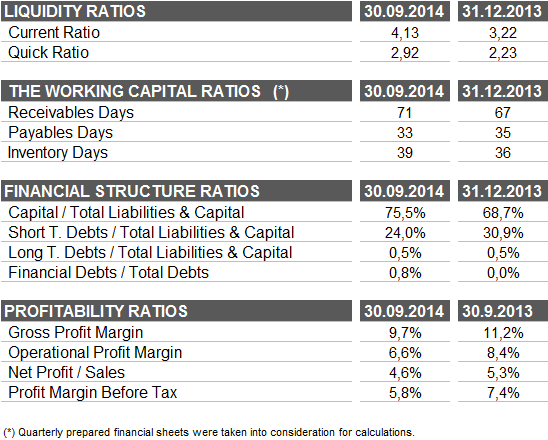 LIQUIDITY RATIOS 30.09.2014 31.12.2013
Current Ratio 4,13 3,22
Quick Ratio 2,92 2,23
THE WORKING CAPITAL RATIOS (*) 30.09.2014 31.12.2013
Receivables Days 71 67
Payables Days 33 35
Inventory Days 39 36
FINANCIAL STRUCTURE RATIOS 30.09.2014 31.12.2013
Capital / Total Liabilities & Capital 75,5% 68,7%
Short T. Debts / Total Liabilities & Capital 24,0% 30,9%
Long T. Debts / Total Liabilities & Capital 0,5% 0,5%
Financial Debts / Total Debts 0,8% 0,0%
PROFITABILITY RATIOS 30.09.2014 30.9.2013
Gross Profit Margin 9,7% 11,2%
Operational Profit Margin 6,6% 8,4%
Net Profit / Sales 4,6% 5,3%
Profit Margin Before Tax 5,8% 7,4%
(*) Quarterly prepared financial sheets were taken into consideration for calculations.